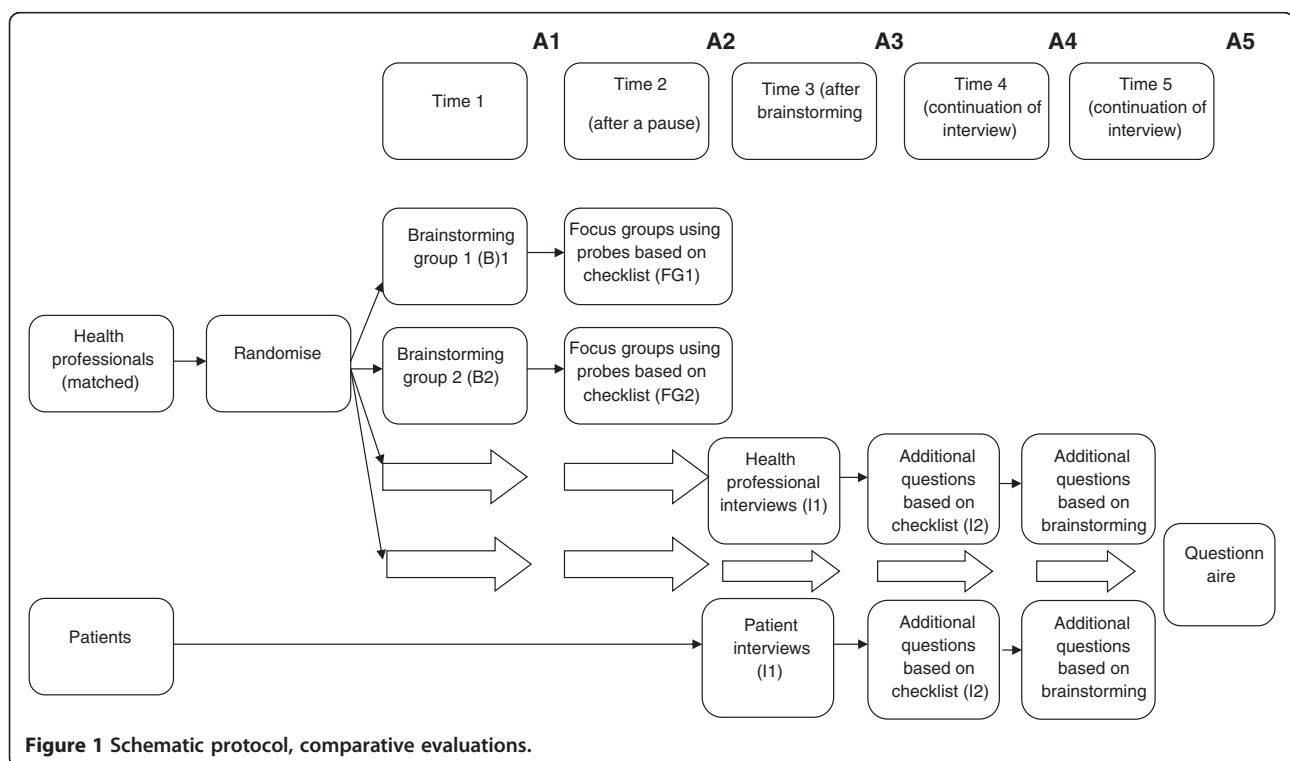 A1 A2 A3 A4 A5
Time 1
Time 2
(after a pause)
Time 3 (after
brainstorming
Time 4
(continuation of
interview)
Time 5
(continuation of
interview)
Brainstorming
group 1 (B)1
Focus groups using
probes based on
checklist (FG1)
Health
professionals
(matched)
Randomise
Brainstorming
group 2 (B2)
Focus groups using
probes based on
checklist (FG2)
Health
professional
interviews (I1)
Additional
questions
based on
checklist (I2)
Additional
questions
based on
brainstorming
Questionn
aire
Patients
Patient
interviews
(I1)
Additional
questions
based on
checklist (I2)
Additional
questions
based on
brainstorming
Figure 1 Schematic protocol, comparative evaluations.